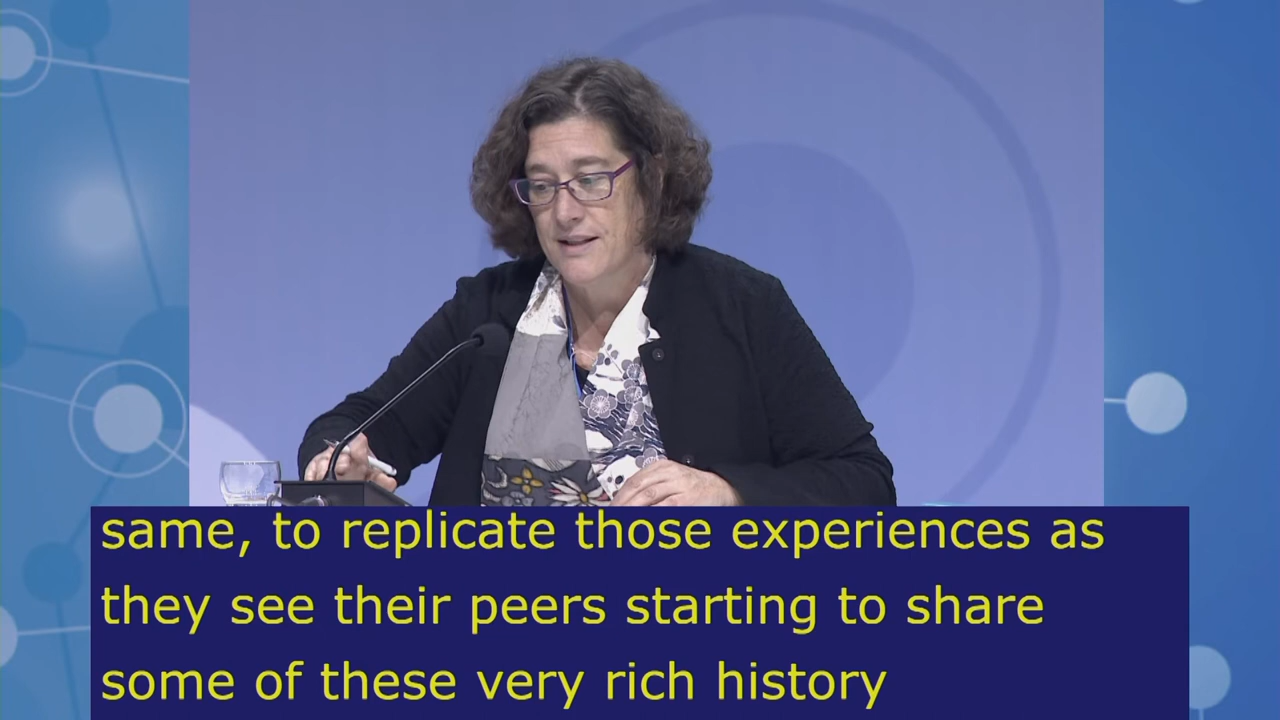 same, to replicate those experiences as
they see their peers starting to share
some of these very rich history